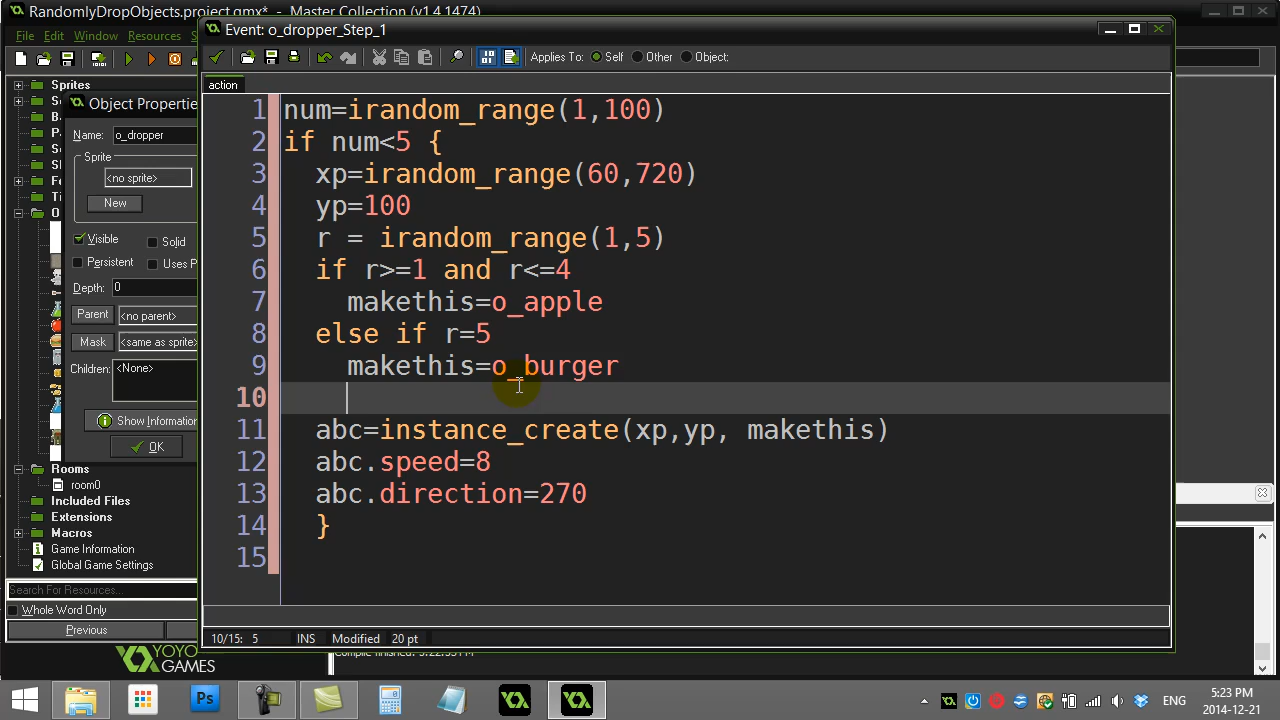 RandomlyDropObjects.project.gmx* - Master Collection (v1.4.1474)
File Edit Window Resources
Event: o_dropper_Step_1
Applies To: Self Other Object:
action
Sprites
Object Properties
Name: o_dropper
Sprite
<no sprite>
New
Visible Solid
Persistent
Depth: 0
Parent <no parent>
Mask <same as sprite>
Children: <None>
Show Information
OK
Rooms
room0
Included Files
Extensions
Macros
Game Information
Global Game Settings
Search For Resources...
Whole Word Only
Previous
1 num=irandom_range(1,100)
2 if num<5 {
3 xp=irandom_range(60,720)
4 yp=100
5 r = irandom_range(1,5)
6 if r>=1 and r<=4
7 makethis=o_apple
8 else if r=5
9 makethis=o_burger
10
11 abc=instance_create(xp,yp, makethis)
12 abc.speed=8
13 abc.direction=270
14 }
15
10/15: 5 INS Modified 20 pt
Compile finished: 5:22:55 PM
YOYO
GAMES
Ps
ENG
5:23 PM
2014-12-21